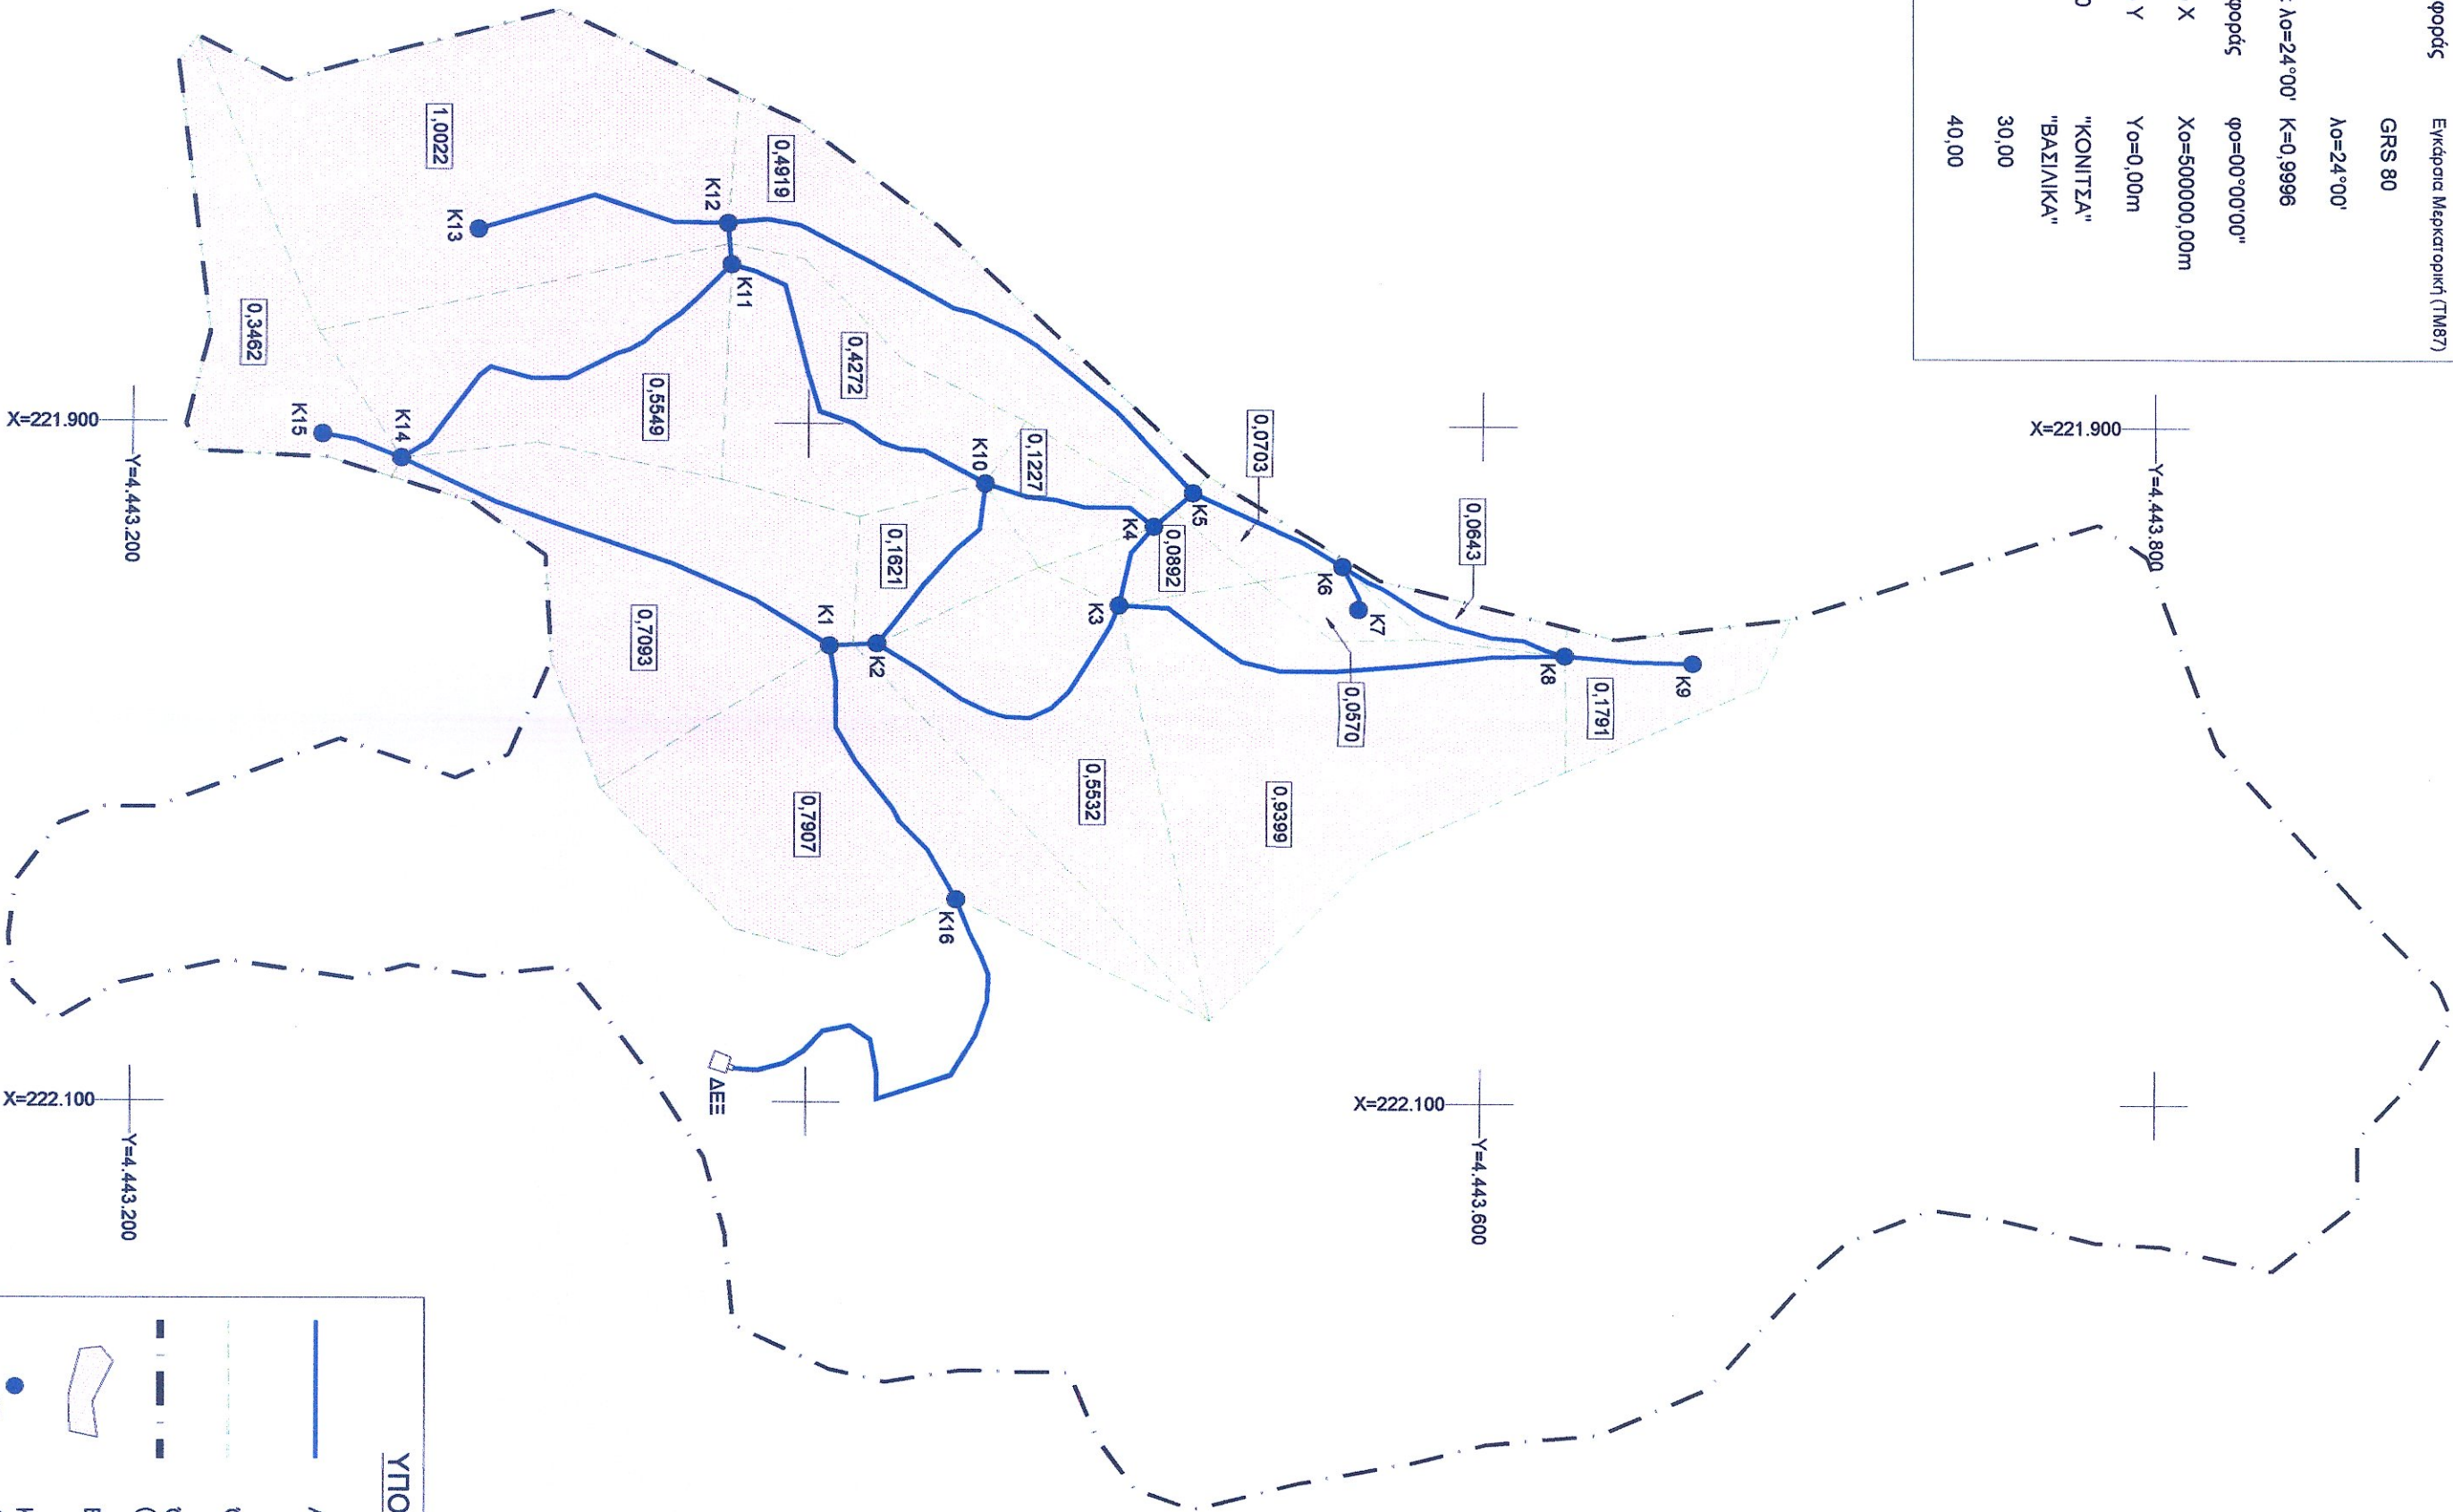 φοράς Εγκάρσια Μερκατορική (TM87)
GRS 80
λο=24°00'
: λο=24°00' K=0,9996
φοράς φο=00°00'00"
X Xο=500000,00m
Y Yο=0,00m
"ΚΟΝΙΤΣΑ"
"ΒΑΣΙΛΙΚΑ"
30,00
40,00
1,0022
0,4919
K12
K13
K11
0,3462
0,4272
0,5549
X=221.900
Y=4.443.200
K15
K14
K10
0,1227
0,0703
X=221.900
Y=4.443.800
K5
K4
0,0892
0,0643
0,1621
K6
K7
K3
K1
K2
0,7093
K8
K9
0,0570
0,1791
0,7907
0,5532
0,9399
K16
ΔΕΞ
X=222.100
Y=4.443.200
X=222.100
Y=4.443.600
ΥΠΟ